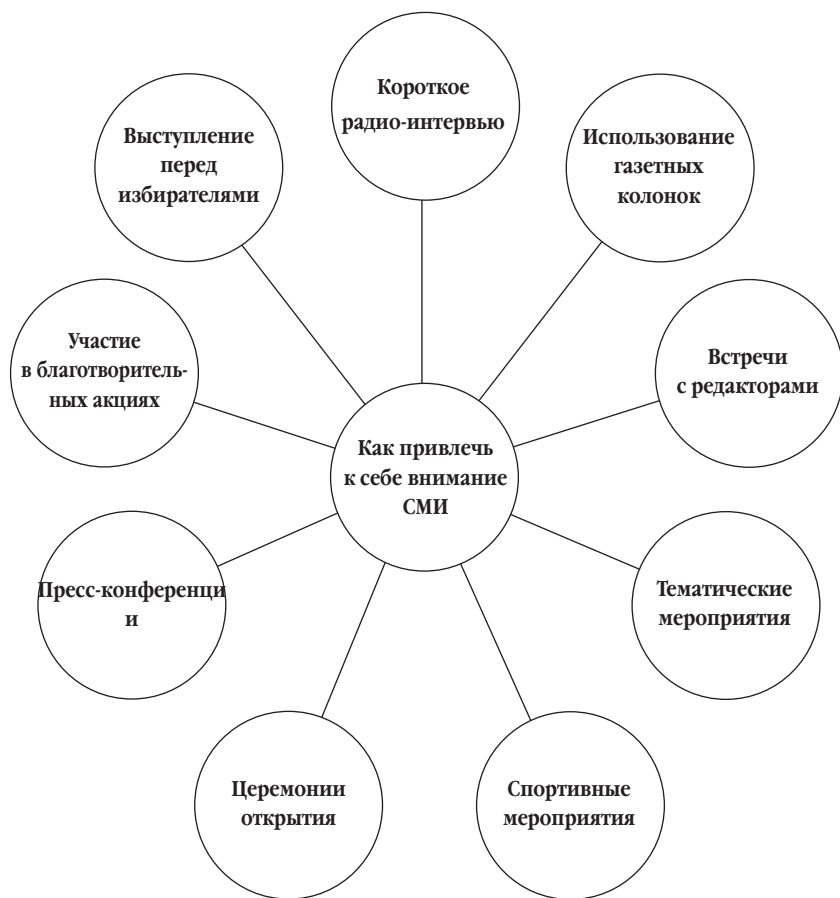 Короткое
радио-интервью
Выступление
перед
избирателями
Использование
газетных
колонок
Участие
в благотворитель-
ных акциях
Встречи
с редакторами
Как привлечь
к себе внимание
СМИ
Пресс-конференци
и
Тематические
мероприятия
Церемонии
открытия
Спортивные
мероприятия